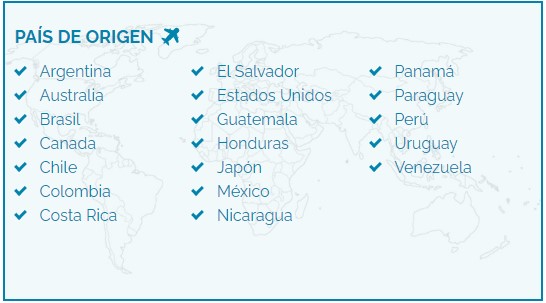 PAÍS DE ORIGEN
Argentina
Australia
Brasil
Canada
Chile
Colombia
Costa Rica
El Salvador
Estados Unidos
Guatemala
Honduras
Japón
México
Nicaragua
Panamá
Paraguay
Perú
Uruguay
Venezuela